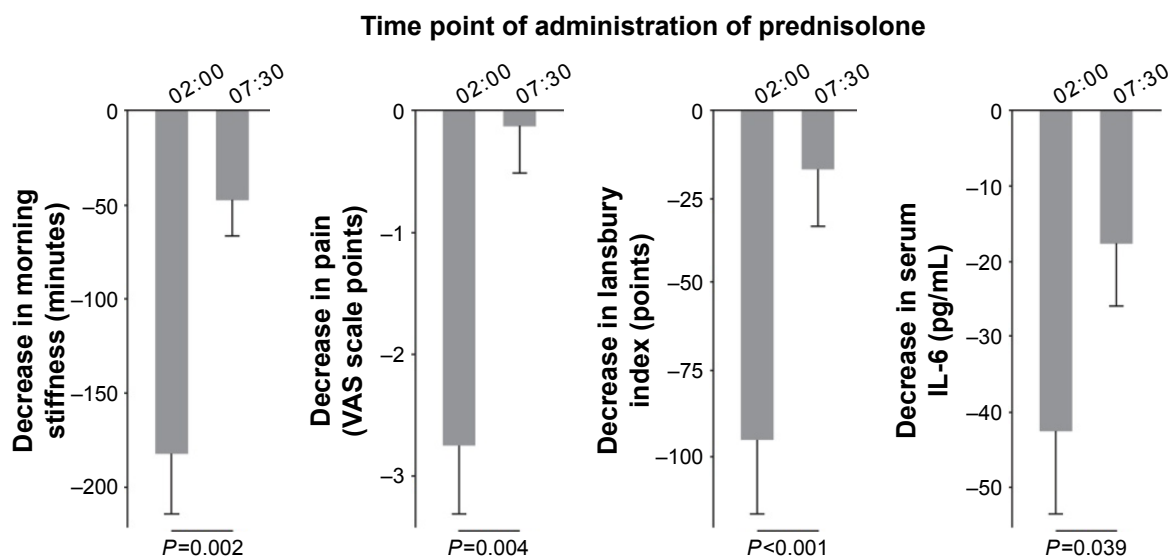 Time point of administration of prednisolone
02:00
07:30
0
–50
–100
–150
–200
Decrease in morning
stiffness (minutes)
P=0.002
02:00
07:30
0
–1
–2
–3
Decrease in pain
(VAS scale points)
P=0.004
02:00
07:30
0
–25
–50
–75
–100
Decrease in lansbury
index (points)
P<0.001
02:00
07:30
0
–10
–20
–30
–40
–50
Decrease in serum
IL-6 (pg/mL)
P=0.039